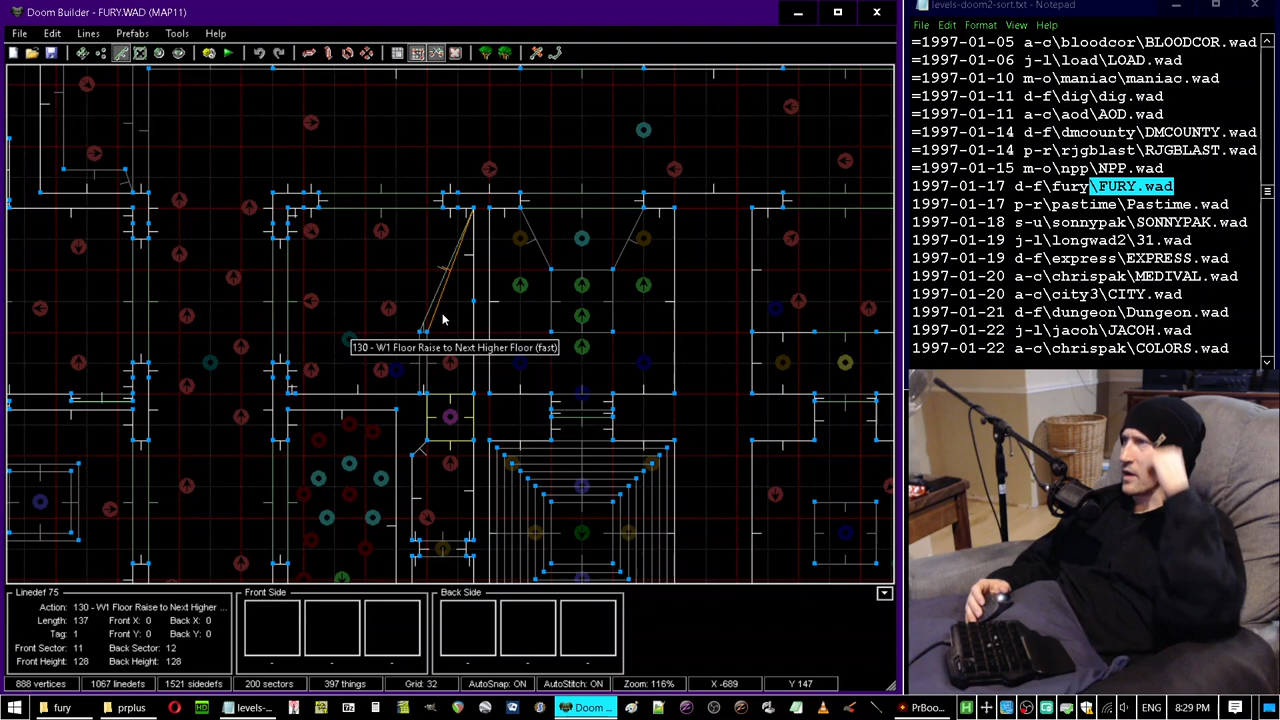 Doom Builder - FURY.WAD (MAP11)
File Edit Lines Prefabs Tools Help
130 - W1 Floor Raise to Next Higher Floor (fast)
Linedef 75
Action: 130 - W1 Floor Raise to Next Higher ...
Length: 137 Front X: 0 Back X: 0
Tag: 1 Front Y: 0 Back Y: 0
Front Sector: 11 Back Sector: 12
Front Height: 128 Back Height: 128
Front Side
- - -
Back Side
- - -
888 vertices 1067 linedefs 1521 sidedefs 200 sectors 397 things Grid: 32 AutoSnap: ON AutoStitch: ON Zoom: 116% X -689 Y 147
levels-doom2-sort.txt - Notepad
File Edit Format View Help
=1997-01-05 a-c\bloodcor\BLOODCOR.wad
=1997-01-06 j-l\load\LOAD.wad
=1997-01-10 m-o\maniac\maniac.wad
=1997-01-11 d-f\dig\dig.wad
=1997-01-11 a-c\aod\AOD.wad
=1997-01-14 d-f\dmcounty\DMCOUNTY.wad
=1997-01-14 p-r\rjgblast\RJGBLAST.wad
=1997-01-15 m-o\npp\NPP.wad
1997-01-17 d-f\fury\FURY.wad
1997-01-17 p-r\pastime\Pastime.wad
1997-01-18 s-u\sonnypak\SONNYPAK.wad
1997-01-19 j-l\longwad2\31.wad
1997-01-19 d-f\express\EXPRESS.wad
1997-01-20 a-c\chrispak\MEDIVAL.wad
1997-01-20 a-c\city3\CITY.wad
1997-01-21 d-f\dungeon\Dungeon.wad
1997-01-22 j-l\jacoh\JACOH.wad
1997-01-22 a-c\chrispak\COLORS.wad
fury prplus levels-... Doom ... PrBoo... ENG 8:29 PM